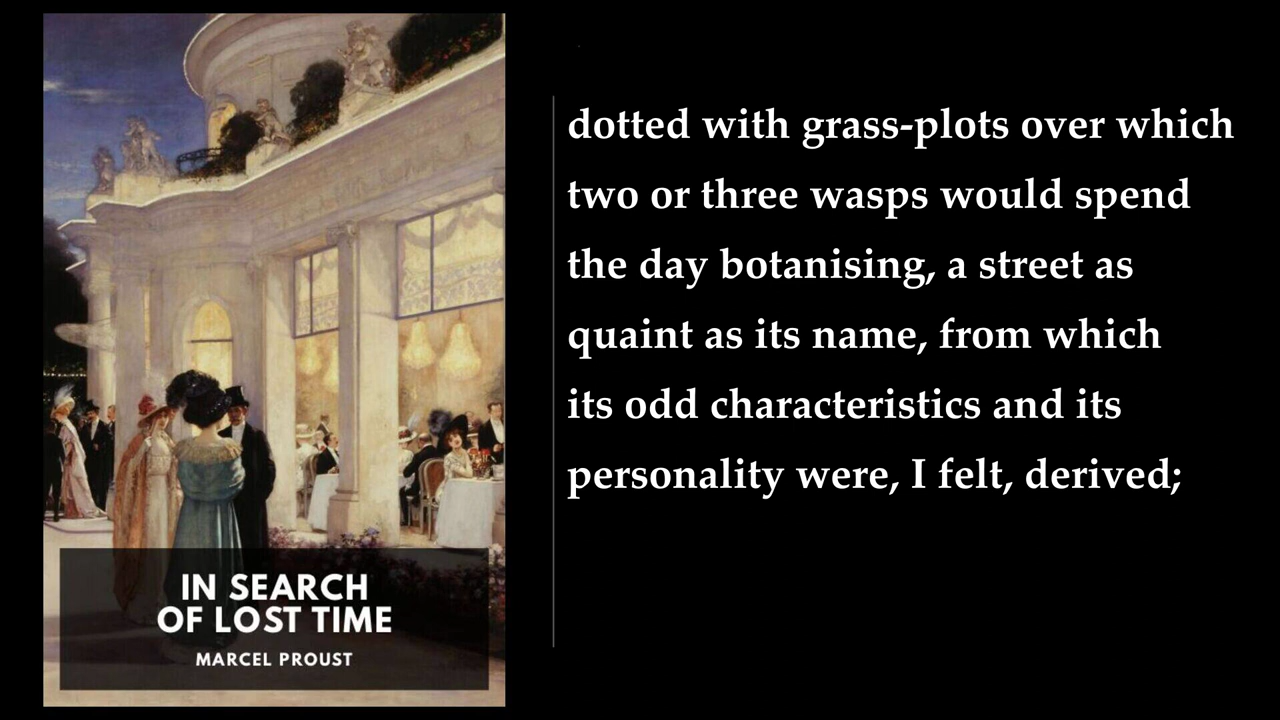 dotted with grass-plots over which
two or three wasps would spend
the day botanising, a street as
quaint as its name, from which
its odd characteristics and its
personality were, I felt, derived;
IN SEARCH
OF LOST TIME
MARCEL PROUST